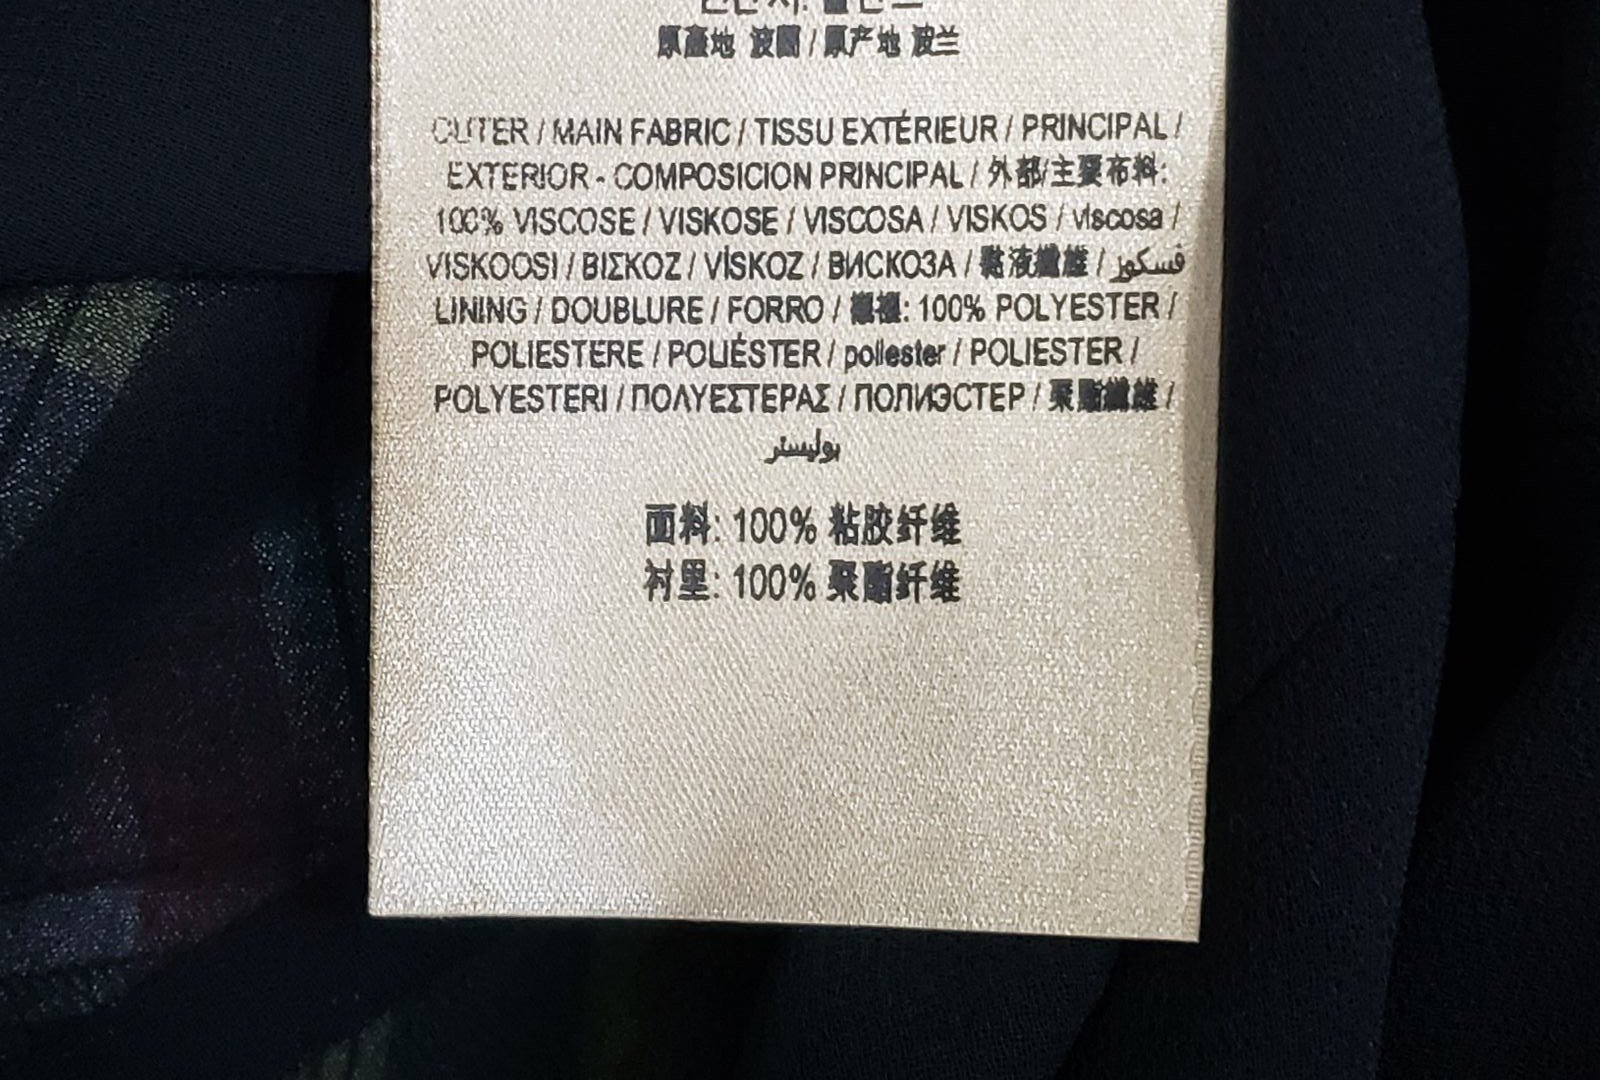 原產地 波蘭 / 原产地 波兰
OUTER / MAIN FABRIC / TISSU EXTÉRIEUR / PRINCIPAL /
EXTERIOR - COMPOSICION PRINCIPAL / 外部/主要布料:
100% VISCOSE / VISKOSE / VISCOSA / VISKOS / viscosa /
VISKOOSI / ΒΙΣΚΟΖ / VİSKOZ / ВИСКОЗА / 黏液纖維 / فسكوز
LINING / DOUBLURE / FORRO / 襯裡: 100% POLYESTER /
POLIESTERE / POLIÉSTER / poliester / POLIESTER /
POLYESTERI / ΠΟΛΥΕΣΤΕΡΑΣ / ПОЛИЭСТЕР / 聚酯纖維 /
بوليستر
面料: 100% 粘胶纤维
衬里: 100% 聚酯纤维